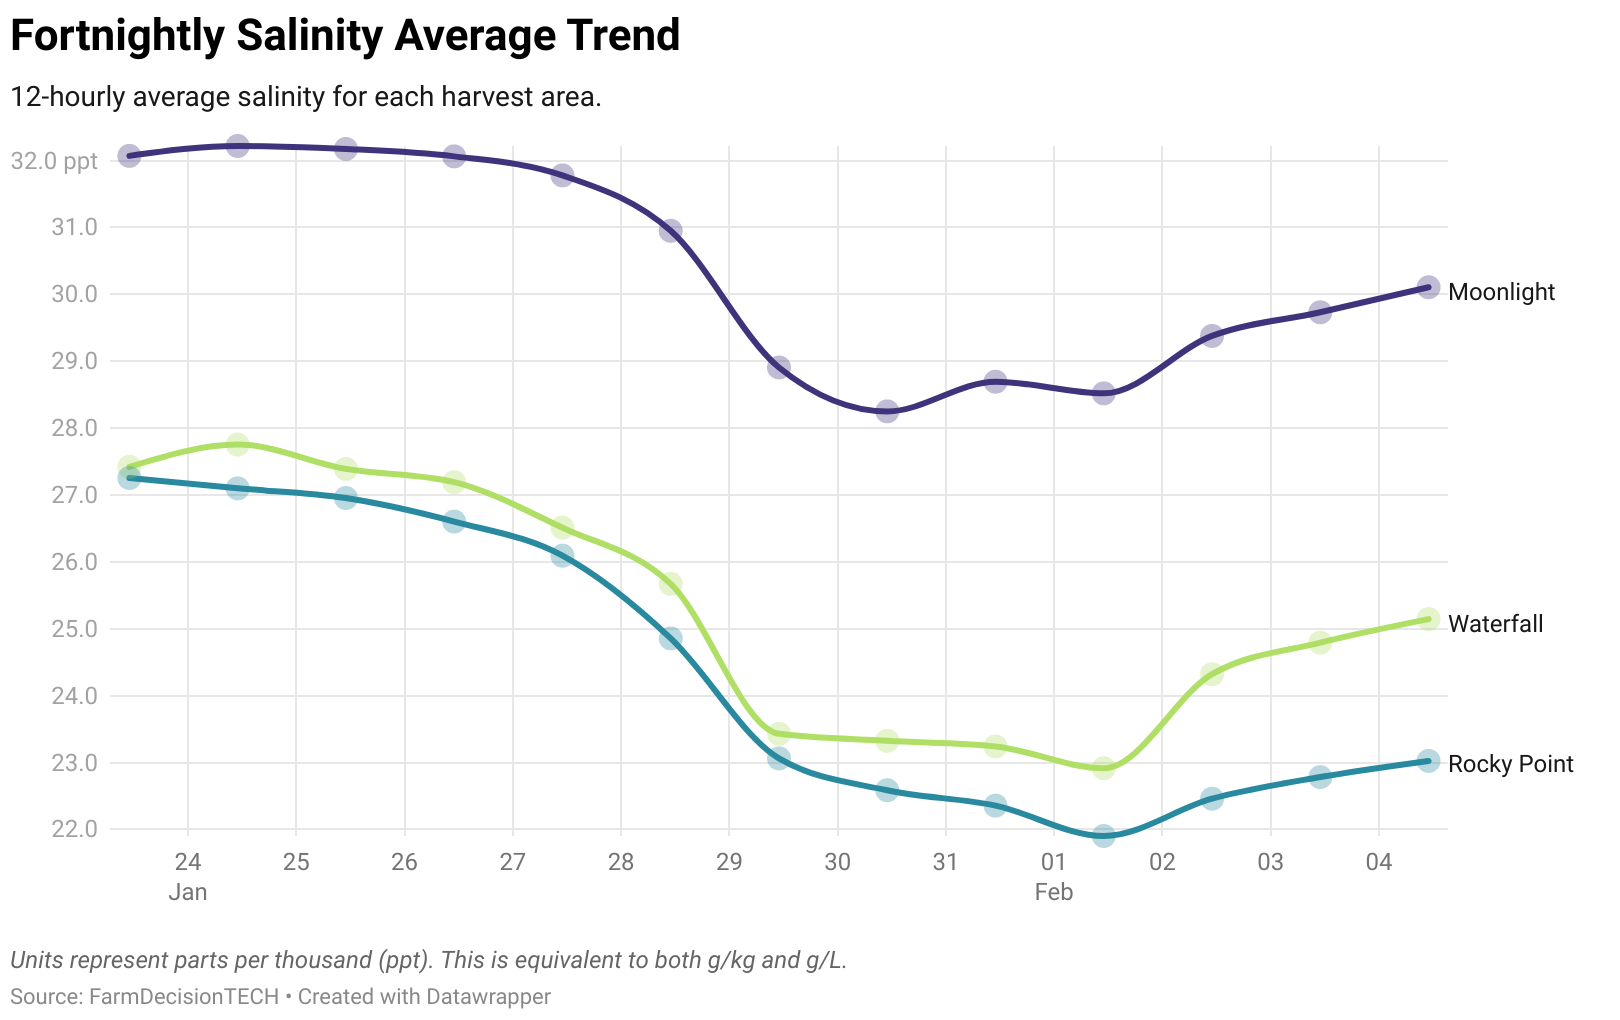 Fortnightly Salinity Average Trend
12-hourly average salinity for each harvest area.
32.0 ppt
31.0
30.0
29.0
28.0
27.0
26.0
25.0
24.0
23.0
22.0
Moonlight
Waterfall
Rocky Point
24 25 26 27 28 29 30 31 01 02 03 04
Jan Feb
Units represent parts per thousand (ppt). This is equivalent to both g/kg and g/L.
Source: FarmDecisionTECH • Created with Datawrapper